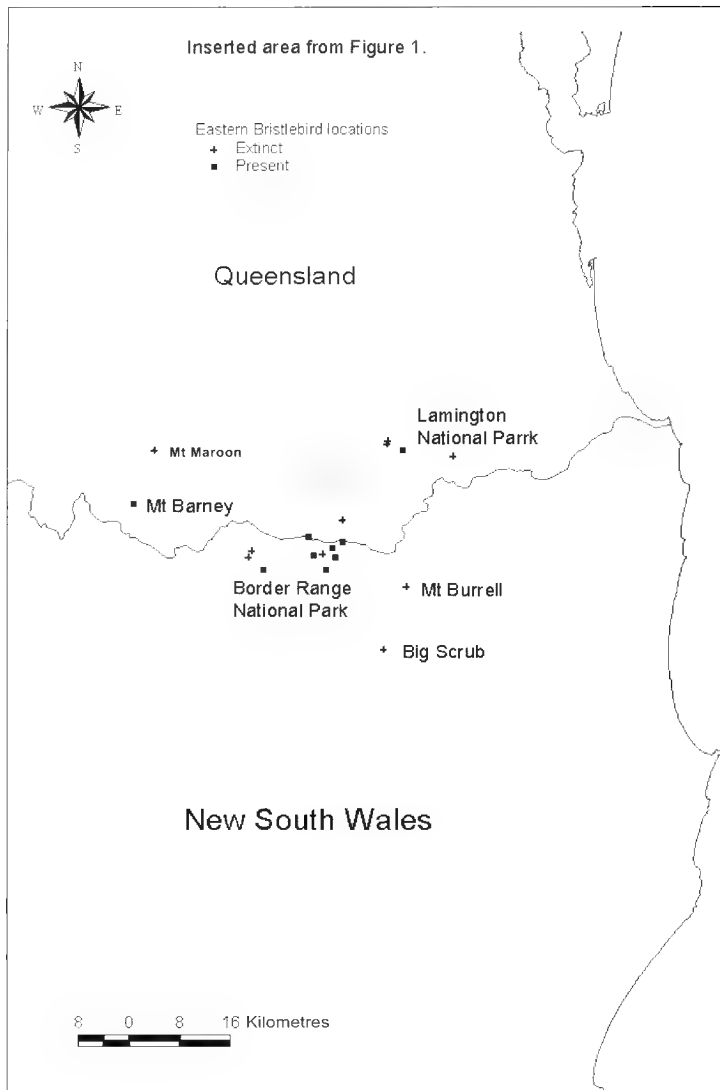 Inserted area from Figure 1.
N
W E
S
Eastern Bristlebird locations
Extinct
Present
Queensland
Lamington
National Parrk
Mt Maroon
Mt Barney
Border Range
National Park
Mt Burrell
Big Scrub
New South Wales
8 0 8 16 Kilometres